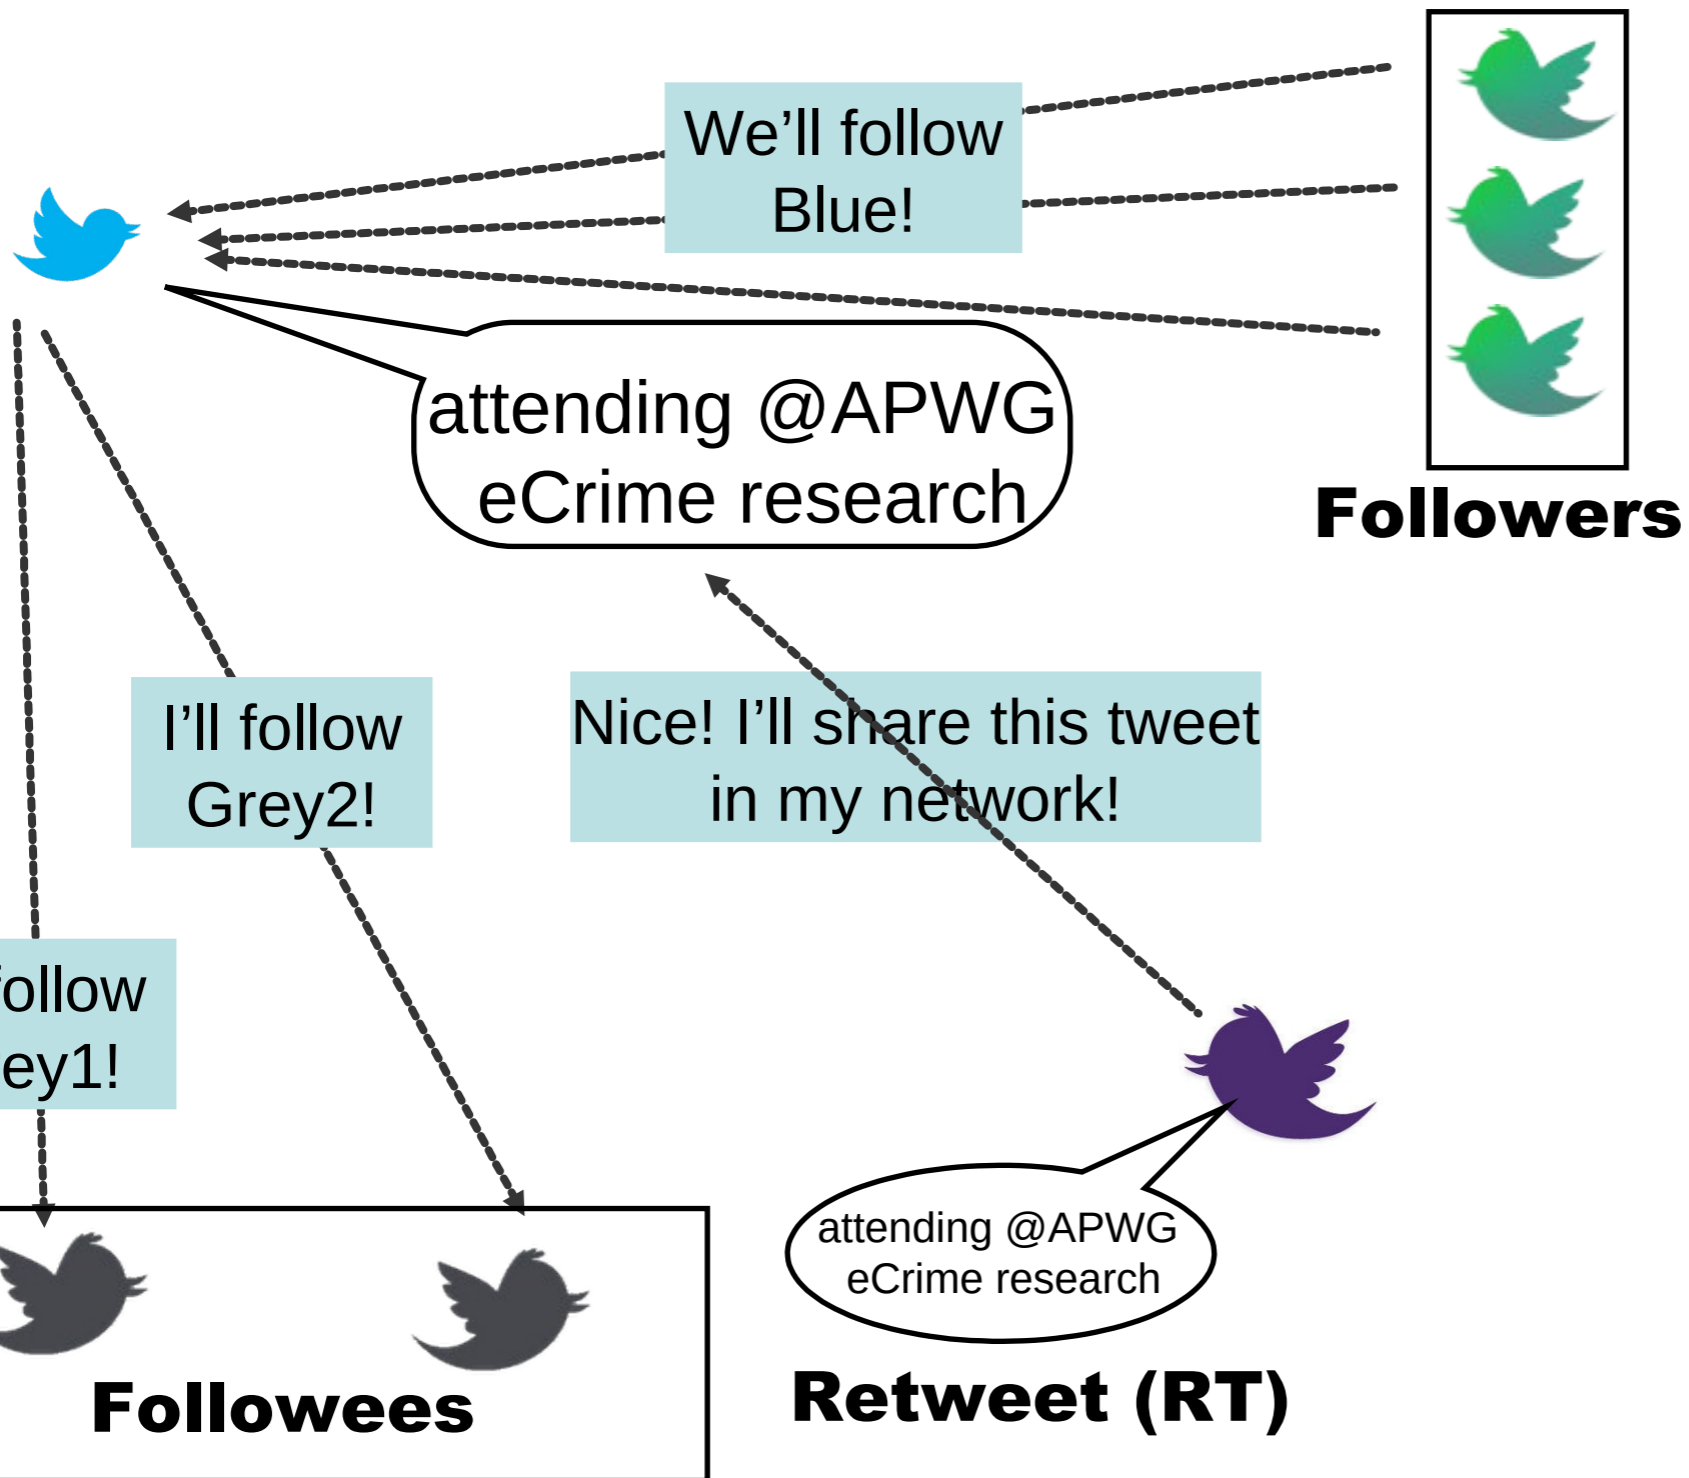 We’ll follow
Blue!
attending @APWG
eCrime research
Followers
I’ll follow
Grey2!
Nice! I’ll share this tweet
in my network!
follow
ey1!
attending @APWG
eCrime research
Followees
Retweet (RT)